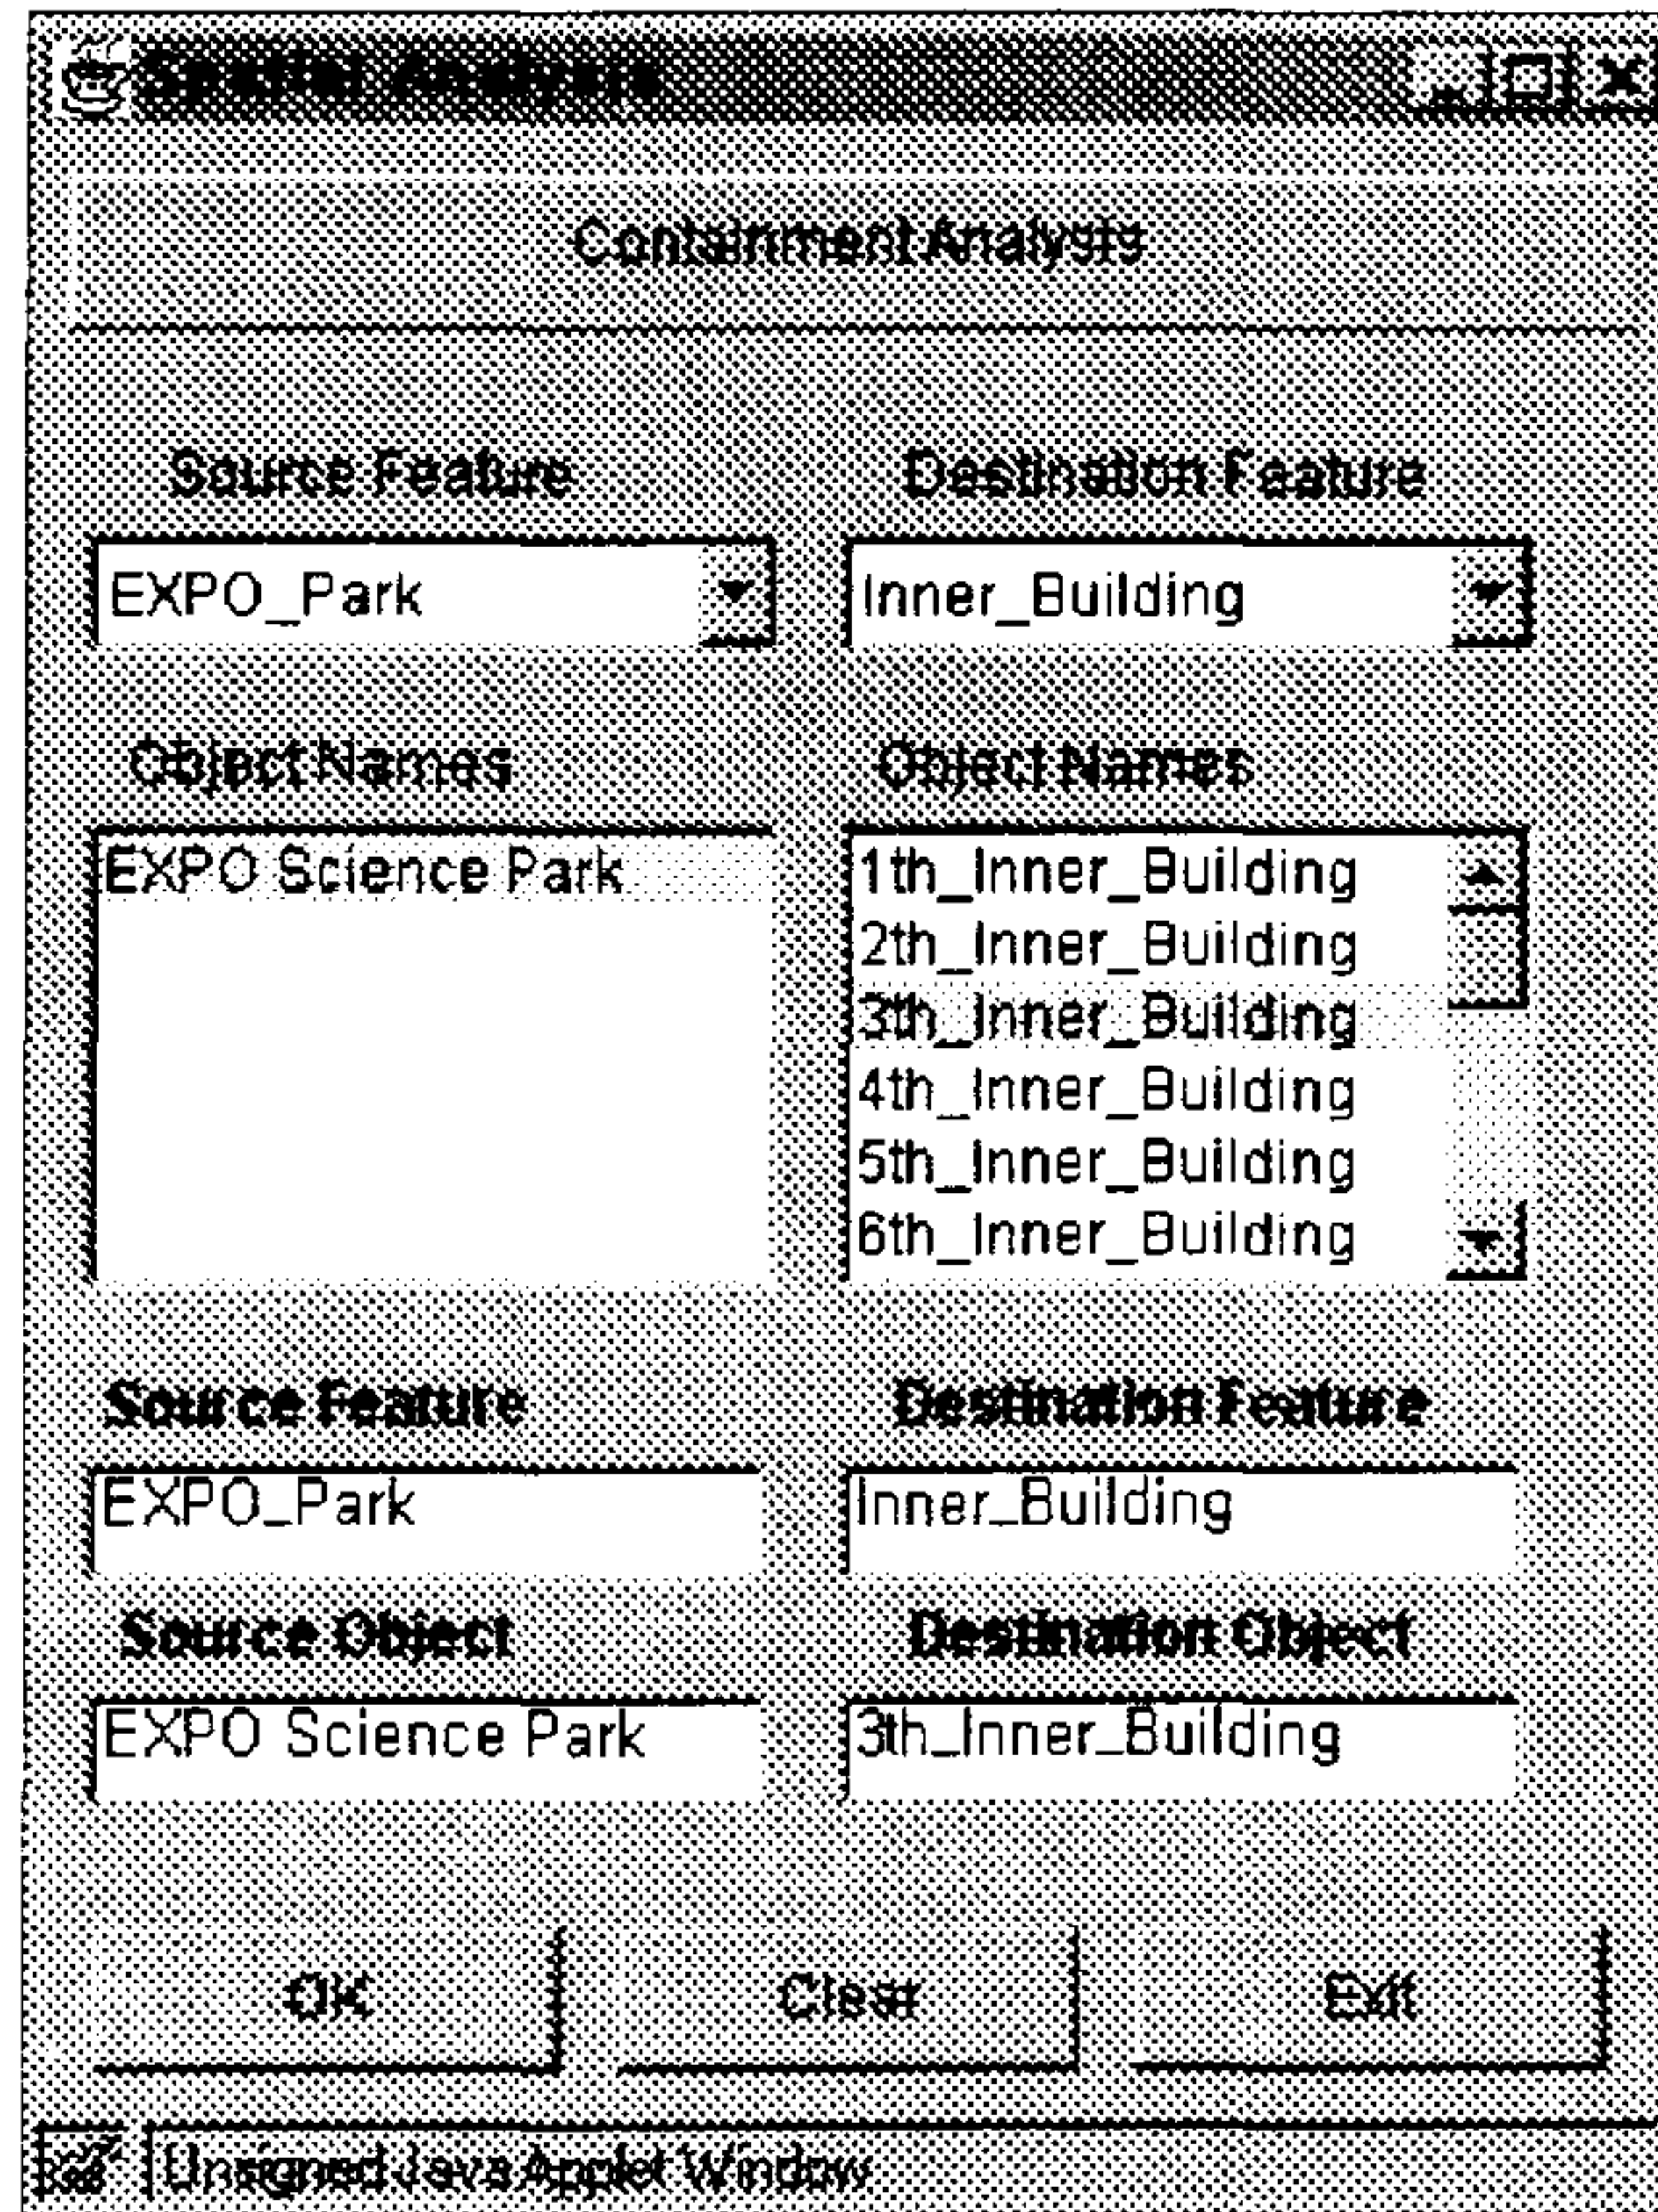 Spatial Analysis
Containment Analysis
Source Feature Destination Feature
EXPO_Park Inner_Building
Object Names Object Names
EXPO Science Park 1th_Inner_Building
2th_Inner_Building
3th_Inner_Building
4th_Inner_Building
5th_Inner_Building
6th_Inner_Building
Source Feature Destination Feature
EXPO_Park Inner_Building
Source Object Destination Object
EXPO Science Park 3th_Inner_Building
OK Clear Exit
Unsigned Java Applet Window